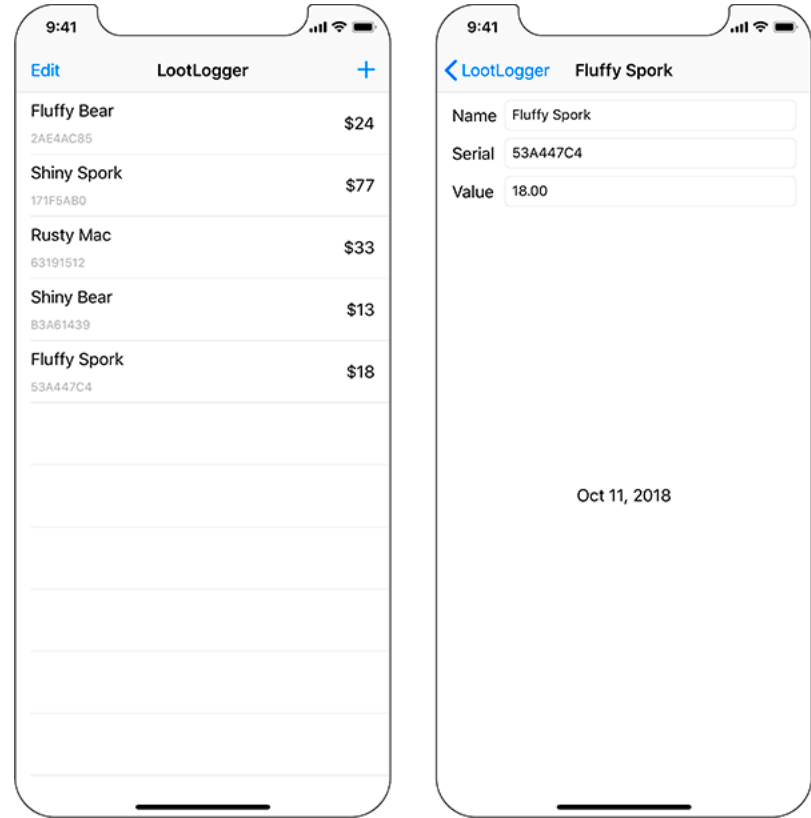 9:41
Edit LootLogger +
Fluffy Bear
2AE4AC85
$24
Shiny Spork
171F5AB0
$77
Rusty Mac
63191512
$33
Shiny Bear
B3A61439
$13
Fluffy Spork
53A447C4
$18
9:41
LootLogger Fluffy Spork
Name Fluffy Spork
Serial 53A447C4
Value 18.00
Oct 11, 2018